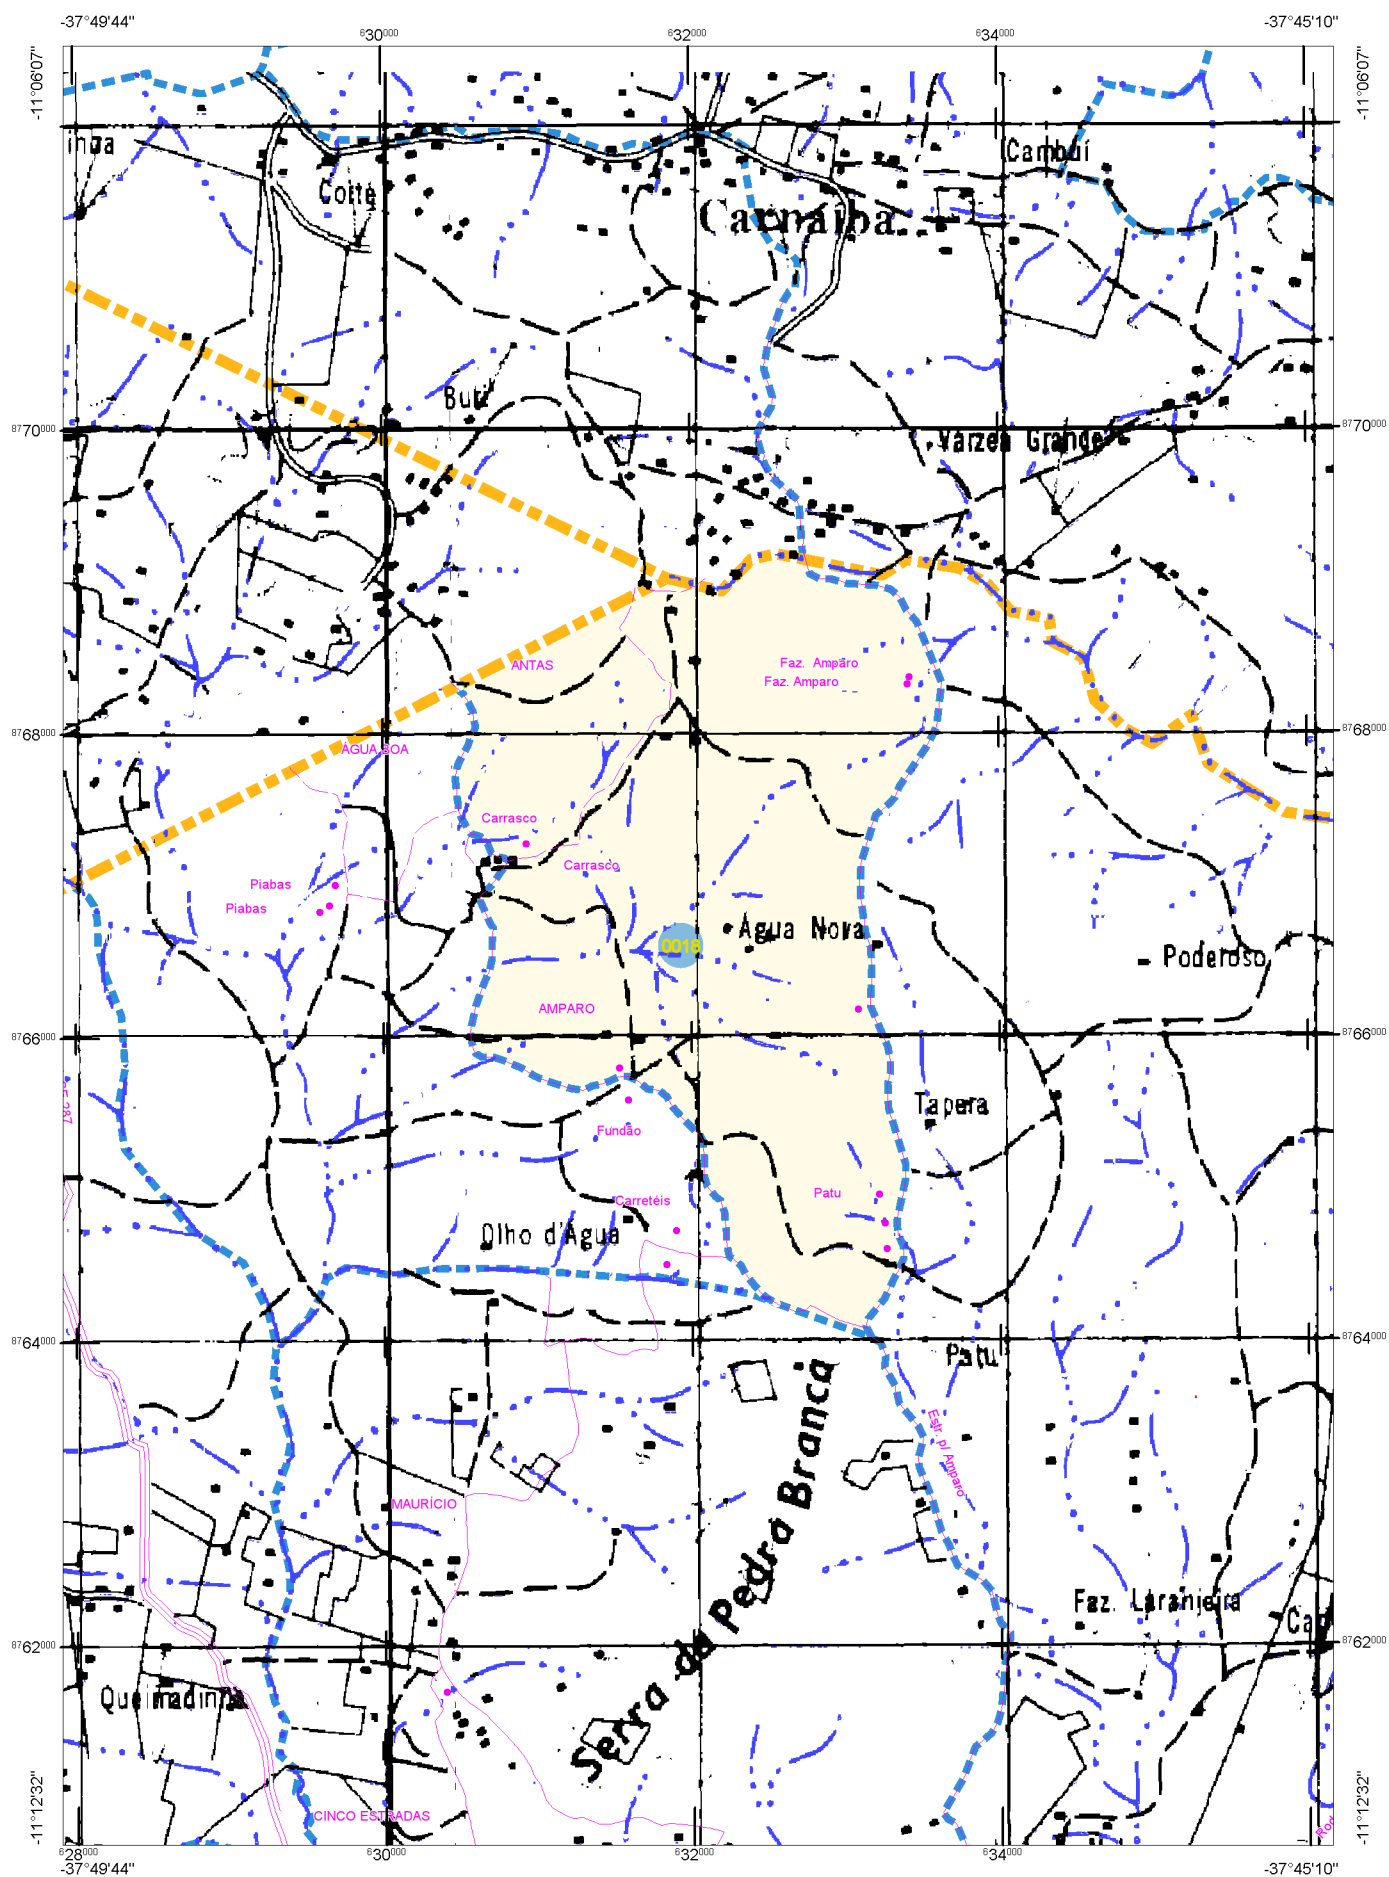 -37°49'44"
-37°45'10"
630000
632000
634000
-11°06'07"
-11°06'07"
inda
Cambuí
Coité
Carnaíba
Buri
8770000
8770000
Várzea Grande
ANTAS
Faz. Amparo
Faz. Amparo
8768000
8768000
ÁGUA BOA
Carrasco
Carrasco
Piabas
Piabas
Água Nova
0018
Poderoso
AMPARO
8766000
8766000
Tapera
Fundão
Patu
Carretéis
Olho d'Água
8764000
8764000
Patu
Serra da Pedra Branca
Estr. p/ Amparo
MAURÍCIO
Faz. Laranjeira
8762000
8762000
Queimadinha
CINCO ESTRADAS
-11°12'32"
-11°12'32"
628000
630000
632000
634000
-37°49'44"
-37°45'10"